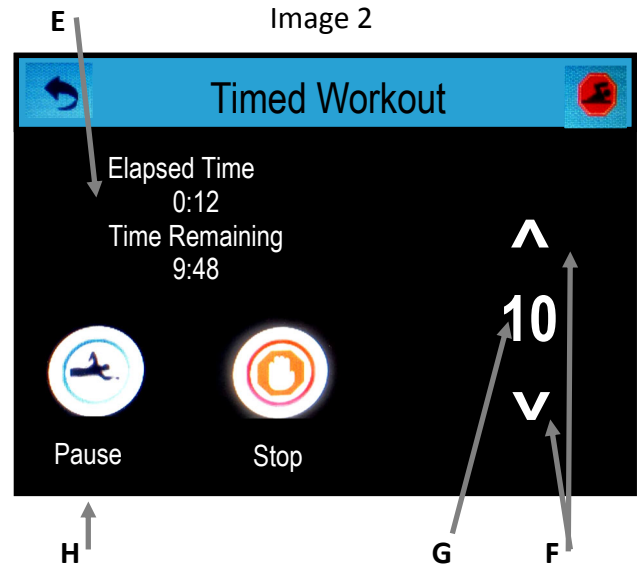 E
Image 2
Timed Workout
Elapsed Time
0:12
Time Remaining
9:48
10
Pause
Stop
H
G
F